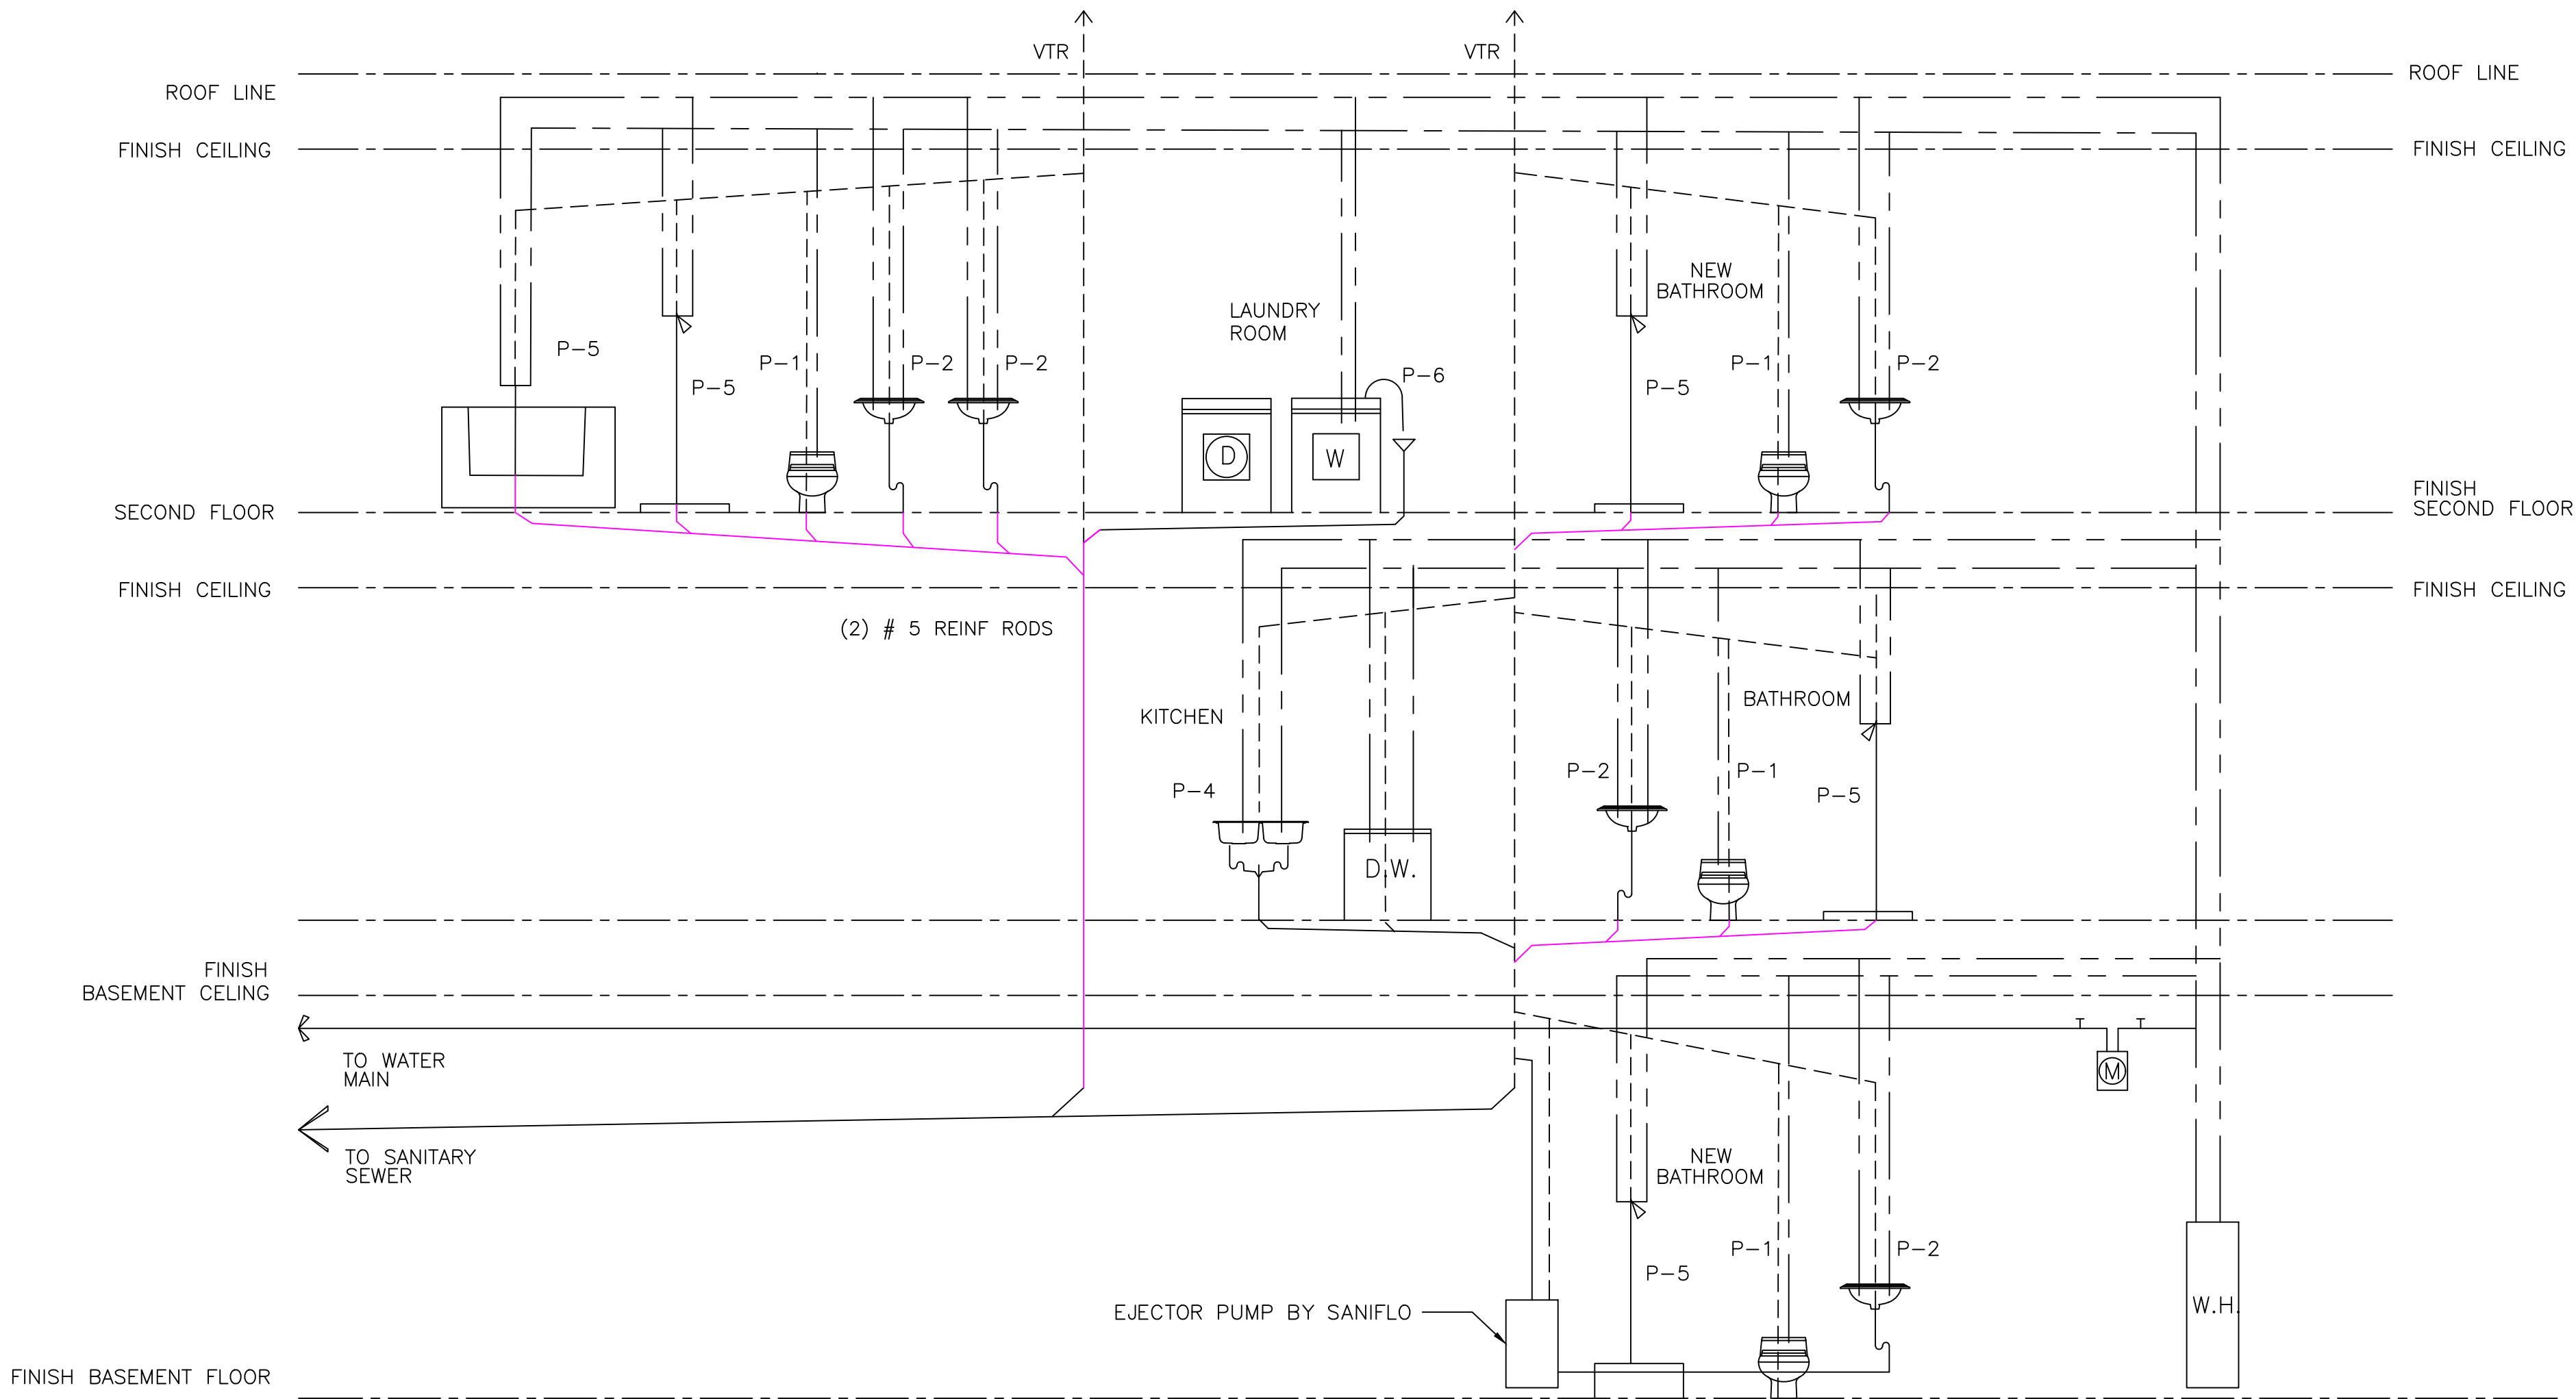 VTR
VTR
ROOF LINE
ROOF LINE
FINISH CEILING
FINISH CEILING
NEW
BATHROOM
LAUNDRY
ROOM
P-5
P-5
P-1
P-2
P-2
P-6
P-5
P-1
P-2
D
W
SECOND FLOOR
FINISH
SECOND FLOOR
FINISH CEILING
FINISH CEILING
(2) # 5 REINF RODS
KITCHEN
BATHROOM
P-4
P-2
P-1
P-5
D.W.
FINISH
BASEMENT CELING
TO WATER
MAIN
M
TO SANITARY
SEWER
NEW
BATHROOM
P-5
P-1
P-2
EJECTOR PUMP BY SANIFLO
W.H.
FINISH BASEMENT FLOOR